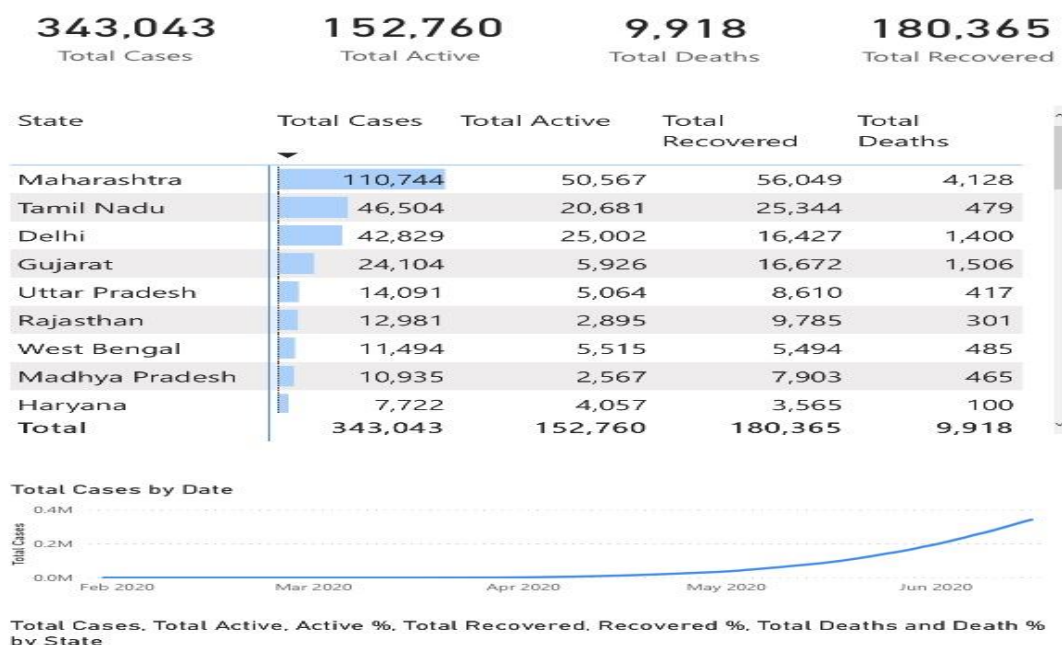 343,043 152,760 9,918 180,365
Total Cases Total Active Total Deaths Total Recovered
State Total Cases Total Active Total Recovered Total Deaths
Maharashtra 110,744 50,567 56,049 4,128
Tamil Nadu 46,504 20,681 25,344 479
Delhi 42,829 25,002 16,427 1,400
Gujarat 24,104 5,926 16,672 1,506
Uttar Pradesh 14,091 5,064 8,610 417
Rajasthan 12,981 2,895 9,785 301
West Bengal 11,494 5,515 5,494 485
Madhya Pradesh 10,935 2,567 7,903 465
Haryana 7,722 4,057 3,565 100
Total 343,043 152,760 180,365 9,918
Total Cases by Date
Total Cases
0.4M
0.2M
0.0M
Feb 2020 Mar 2020 Apr 2020 May 2020 Jun 2020
Total Cases, Total Active, Active %, Total Recovered, Recovered %, Total Deaths and Death %
by State